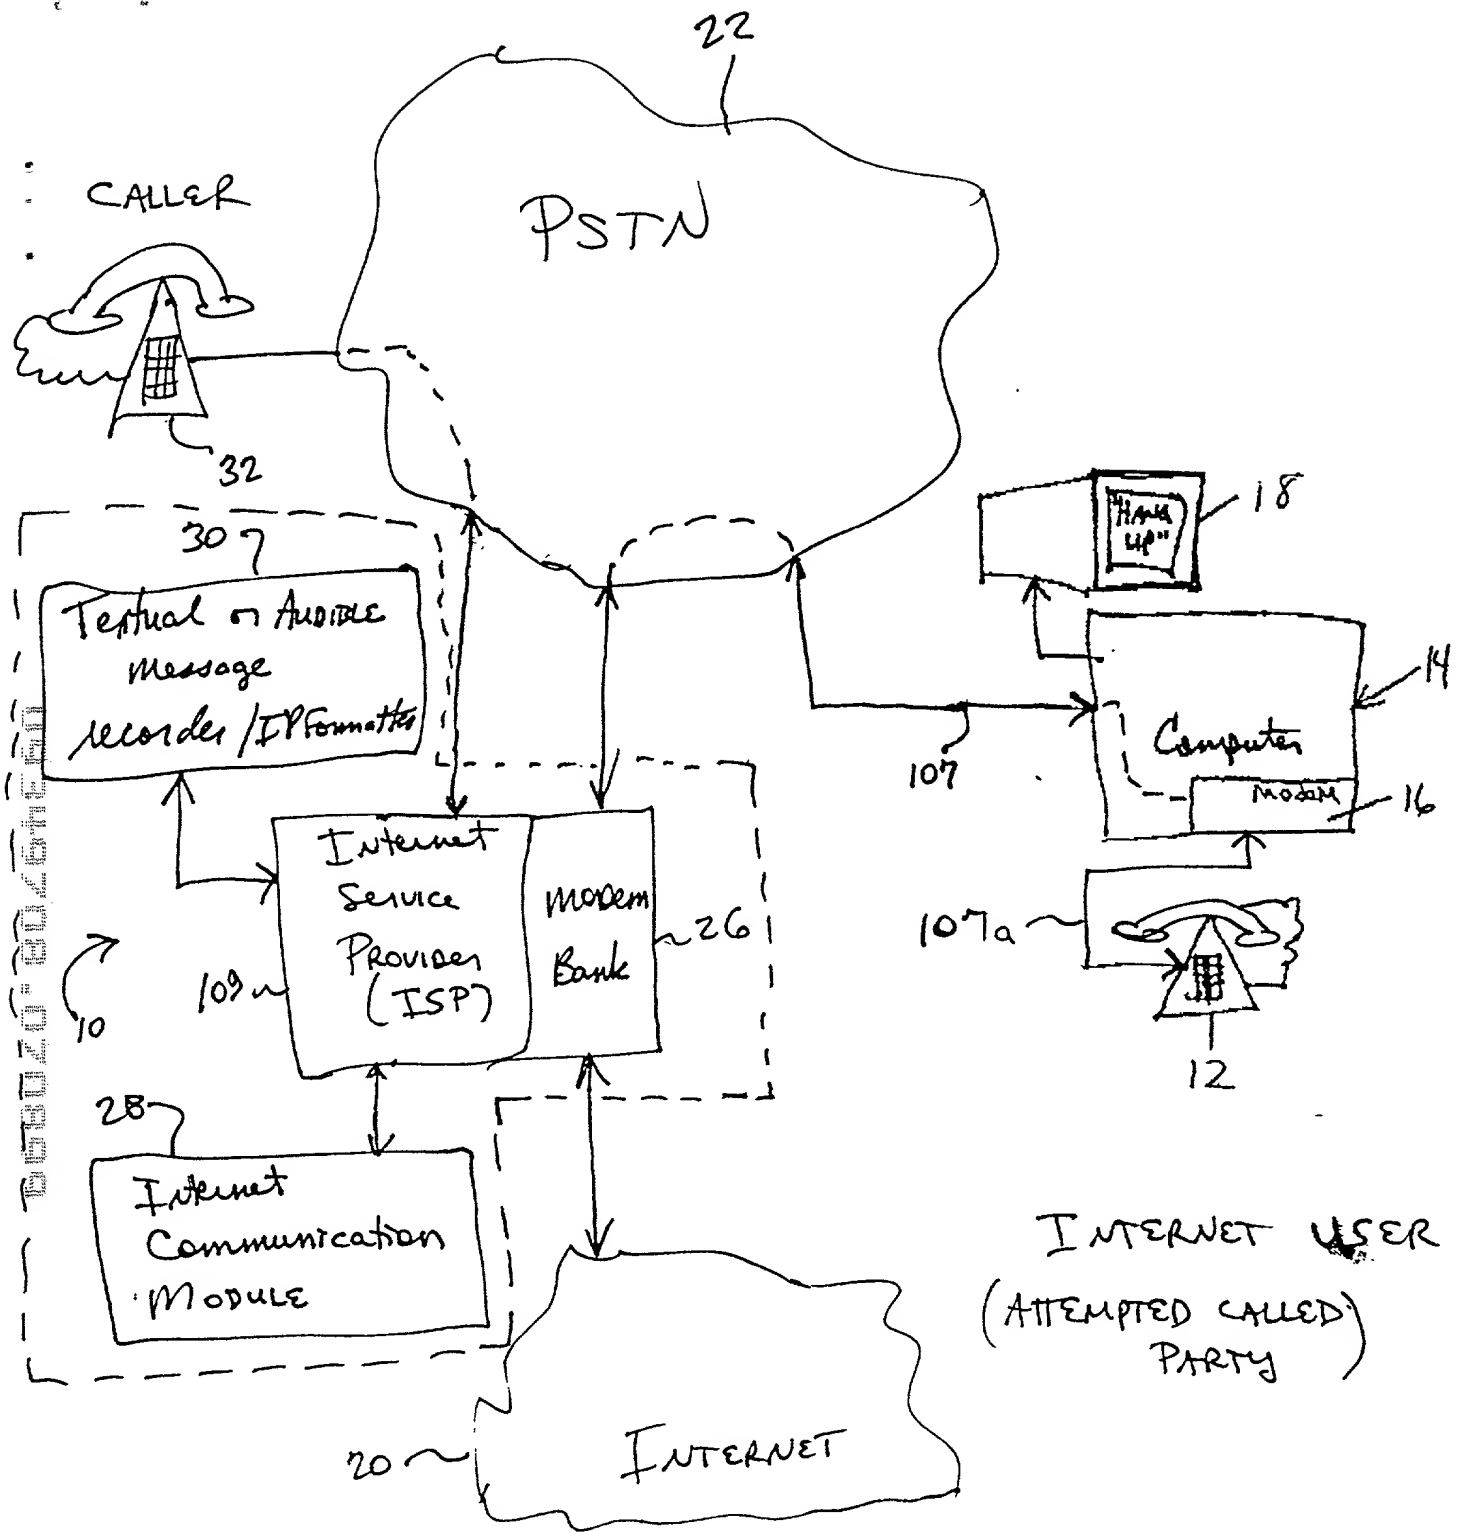 22
PSTN
CALLER
32
30
Textual or AUDIBLE
message
recorder/IP Formatter
18
"HANG
UP"
14
Computer
MODEM
16
107
107a
12
Internet
Service
PROVIDER
(ISP)
Modem
Bank
26
109
10
28
Internet
Communication
MODULE
INTERNET USER
(ATTEMPTED CALLED)
PARTY
20
INTERNET